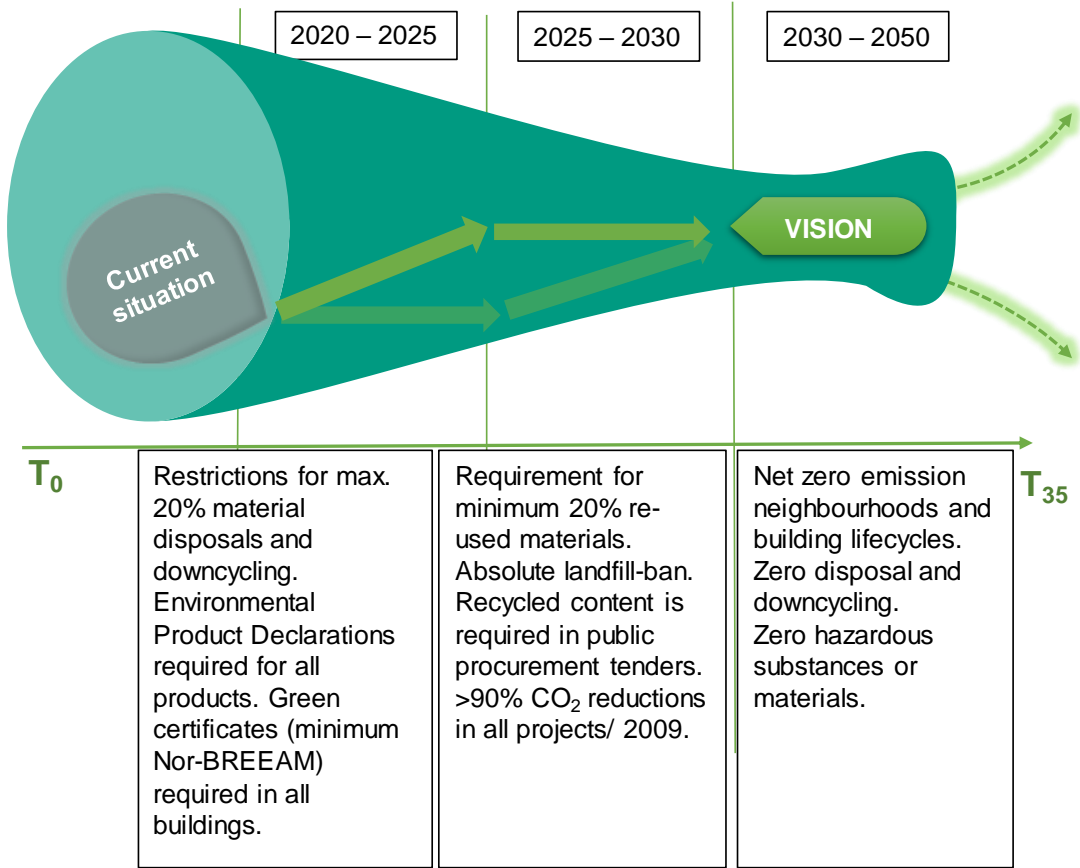 2020 – 2025
2025 – 2030
2030 – 2050
Current
situation
VISION
T₀
T₃₅
Restrictions for max.
20% material
disposals and
downcycling.
Environmental
Product Declarations
required for all
products. Green
certificates (minimum
Nor-BREEAM)
required in all
buildings.
Requirement for
minimum 20% re-
used materials.
Absolute landfill-ban.
Recycled content is
required in public
procurement tenders.
>90% CO₂ reductions
in all projects/ 2009.
Net zero emission
neighbourhoods and
building lifecycles.
Zero disposal and
downcycling.
Zero hazardous
substances or
materials.